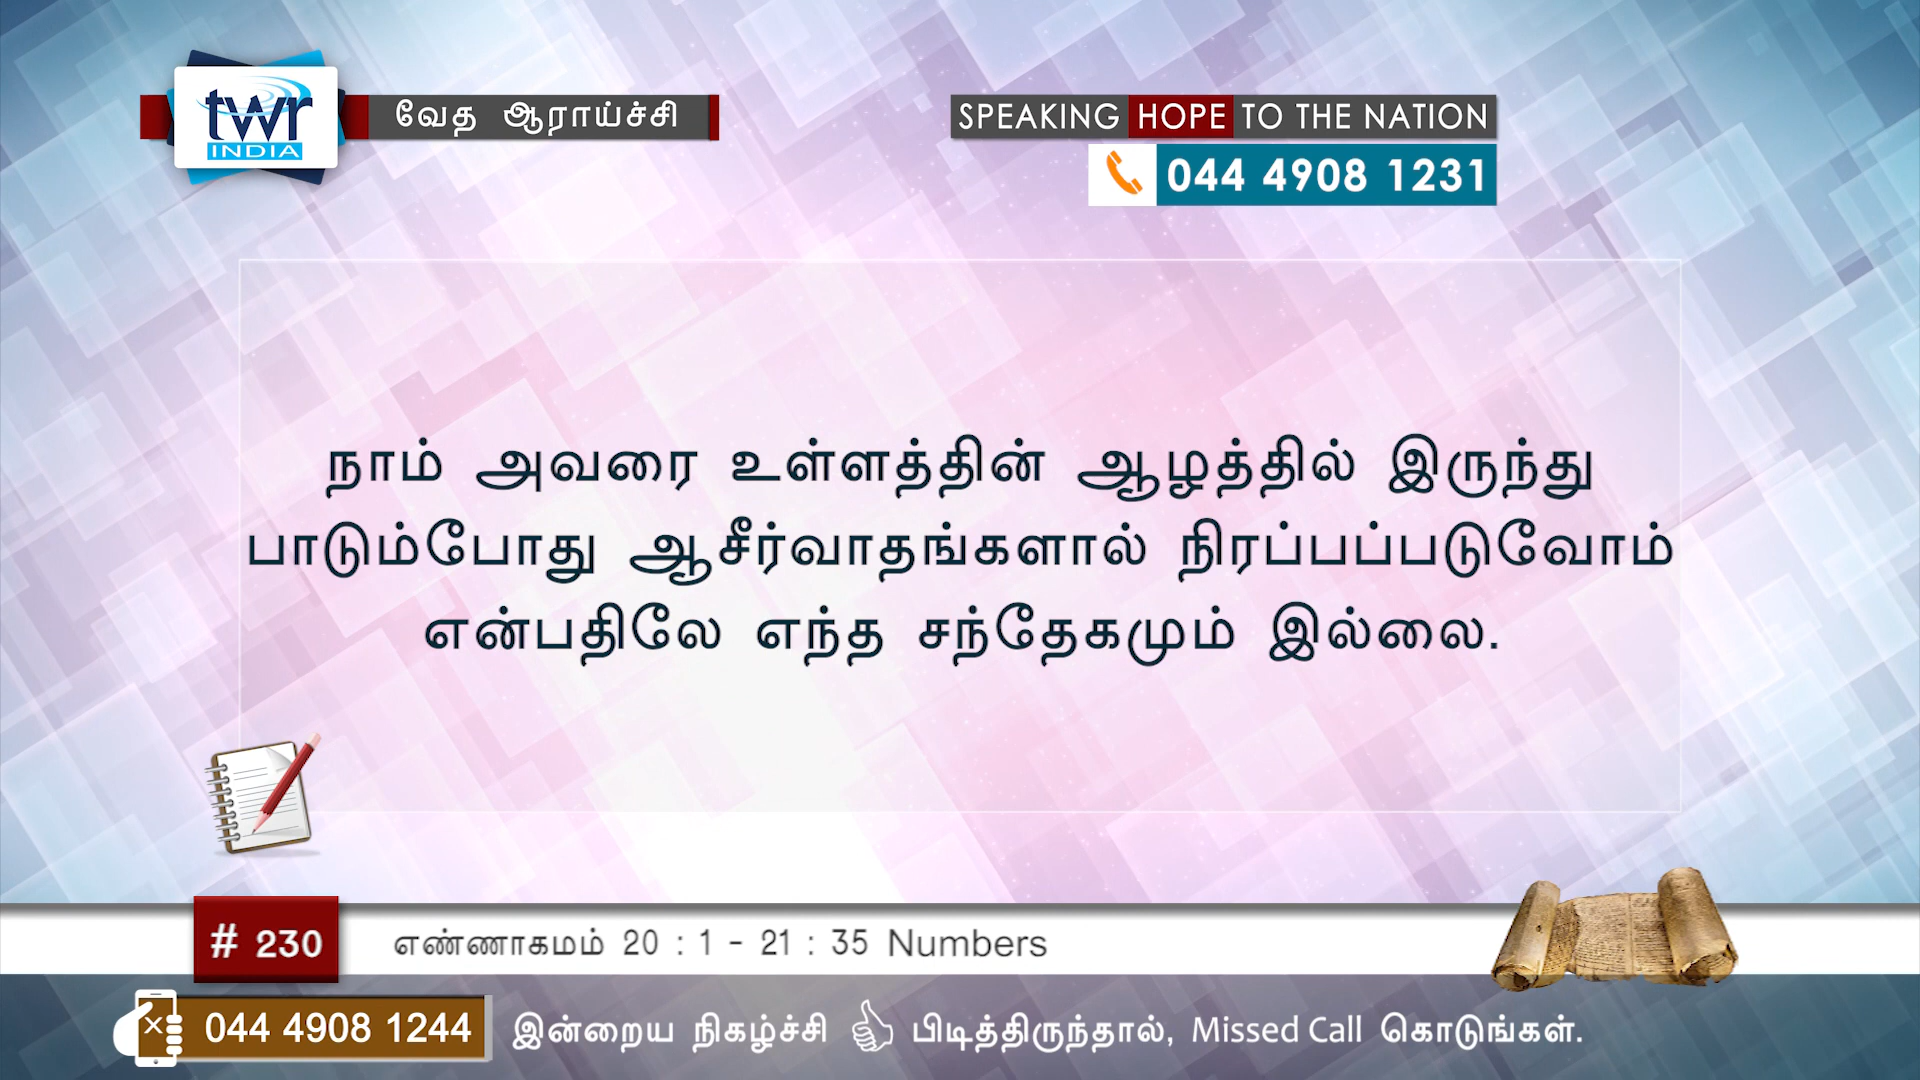 twr
INDIA
வேத ஆராய்ச்சி
SPEAKING HOPE TO THE NATION
044 4908 1231
நாம் அவரை உள்ளத்தின் ஆழத்தில் இருந்து
பாடும்போது ஆசீர்வாதங்களால் நிரப்பப்படுவோம்
என்பதிலே எந்த சந்தேகமும் இல்லை.
# 230
எண்ணாகமம் 20 : 1 - 21 : 35 Numbers
044 4908 1244
இன்றைய நிகழ்ச்சி பிடித்திருந்தால், Missed Call கொடுங்கள்.